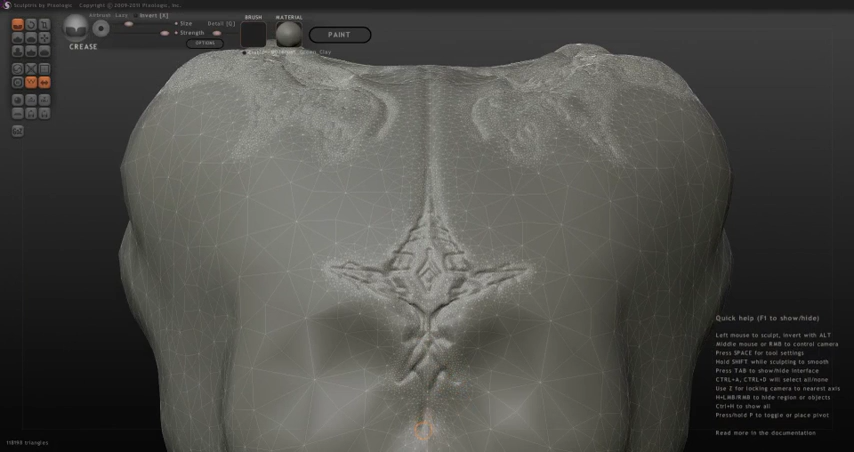 Sculptris by Pixologic Copyright © 2009-2011 Pixologic, Inc.
Airbrush Lazy Invert [X]
Size Detail [Q]
Strength
OPTIONS
CREASE
BRUSH
MATERIAL
PAINT
Quick help (F1 to show/hide)
Left mouse to sculpt, invert with ALT
Middle mouse or RMB to control camera
Press SPACE for tool settings
Hold SHIFT while sculpting to smooth
Press TAB to show/hide interface
CTRL+A, CTRL+D will select all/none
Use Z for locking camera to nearest axis
H+LMB/RMB to hide region or objects
Ctrl+H to show all
Press/hold P to toggle or place pivot
Read more in the documentation
triangles